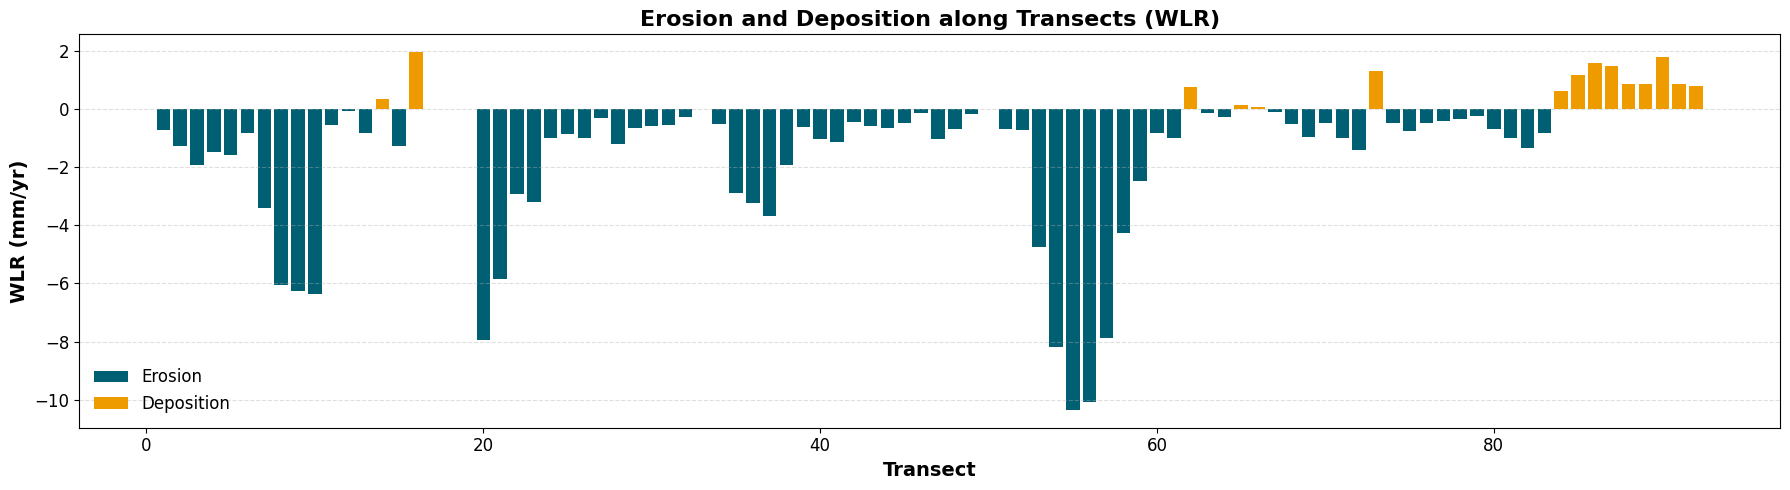 Erosion and Deposition along Transects (WLR)
WLR (mm/yr)
2
0
−2
−4
−6
−8
−10
Erosion
Deposition
0 20 40 60 80
Transect